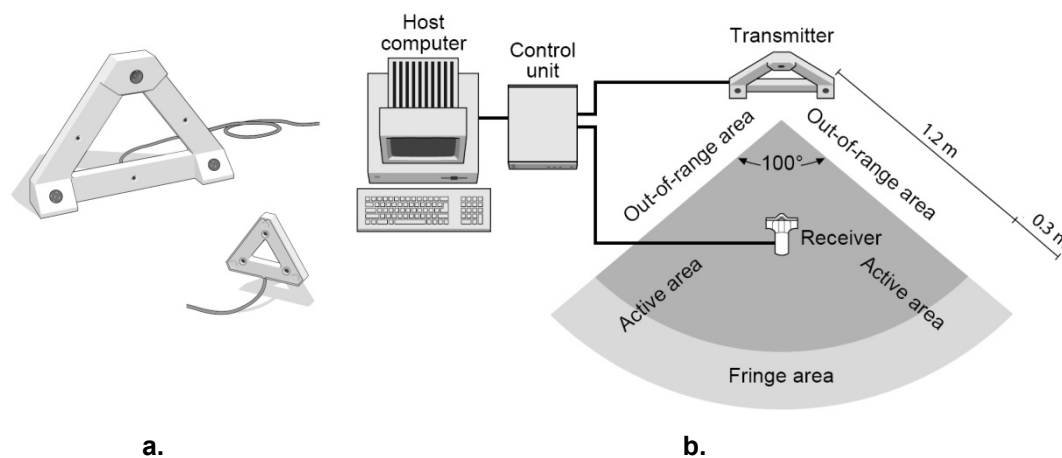 Host
computer
Control
unit
Transmitter
Out-of-range area
Out-of-range area
1.2 m
0.3 m
100°
Receiver
Active area
Active area
Fringe area
a.
b.